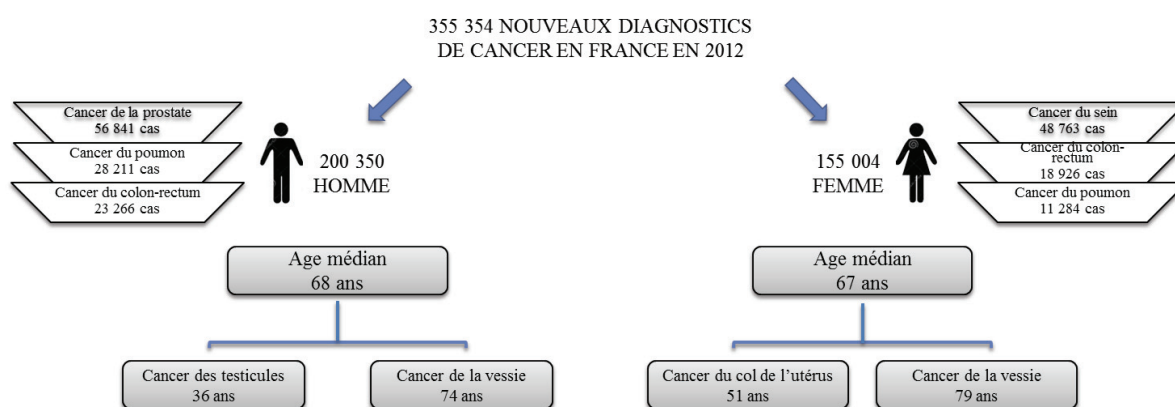 355 354 NOUVEAUX DIAGNOSTICS
DE CANCER EN FRANCE EN 2012
Cancer de la prostate
56 841 cas
Cancer du poumon
28 211 cas
Cancer du colon-rectum
23 266 cas
200 350
HOMME
155 004
FEMME
Cancer du sein
48 763 cas
Cancer du colon-
rectum
18 926 cas
Cancer du poumon
11 284 cas
Age médian
68 ans
Age médian
67 ans
Cancer des testicules
36 ans
Cancer de la vessie
74 ans
Cancer du col de l’utérus
51 ans
Cancer de la vessie
79 ans